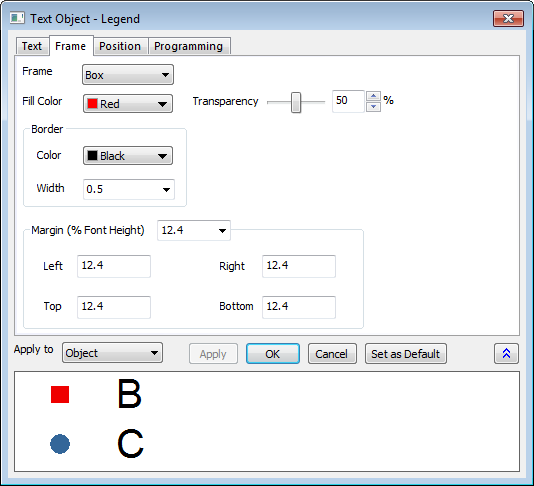 Text Object - Legend
Text Frame Position Programming
Frame Box
Fill Color Red Transparency 50 %
Border
Color Black
Width 0.5
Margin (% Font Height) 12.4
Left 12.4 Right 12.4
Top 12.4 Bottom 12.4
Apply to Object Apply OK Cancel Set as Default
B
C